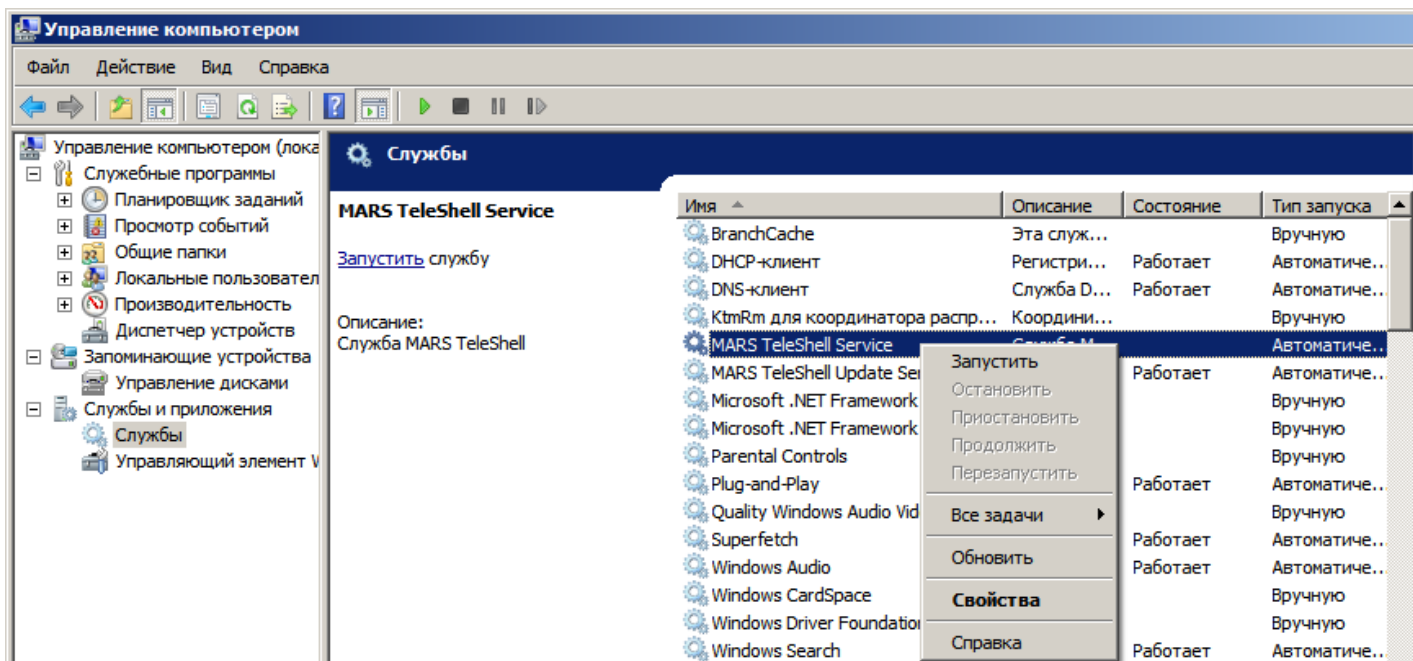 Управление компьютером
Файл Действие Вид Справка
Управление компьютером (лока
Служебные программы
Планировщик заданий
Просмотр событий
Общие папки
Локальные пользовател
Производительность
Диспетчер устройств
Запоминающие устройства
Управление дисками
Службы и приложения
Службы
Управляющий элемент W
Службы
MARS TeleShell Service
Запустить службу
Описание:
Служба MARS TeleShell
Имя Описание Состояние Тип запуска
BranchCache Эта служ... Вручную
DHCP-клиент Регистри... Работает Автоматиче...
DNS-клиент Служба D... Работает Автоматиче...
KtmRm для координатора распр... Координи... Вручную
MARS TeleShell Service Служба M... Автоматиче...
MARS TeleShell Update Ser Работает Автоматиче...
Microsoft .NET Framework Вручную
Microsoft .NET Framework Вручную
Parental Controls Вручную
Plug-and-Play Работает Автоматиче...
Quality Windows Audio Vid Вручную
Superfetch Работает Автоматиче...
Windows Audio Работает Автоматиче...
Windows CardSpace Вручную
Windows Driver Foundation Вручную
Windows Search Работает Автоматиче...
Запустить
Остановить
Приостановить
Продолжить
Перезапустить
Все задачи
Обновить
Свойства
Справка